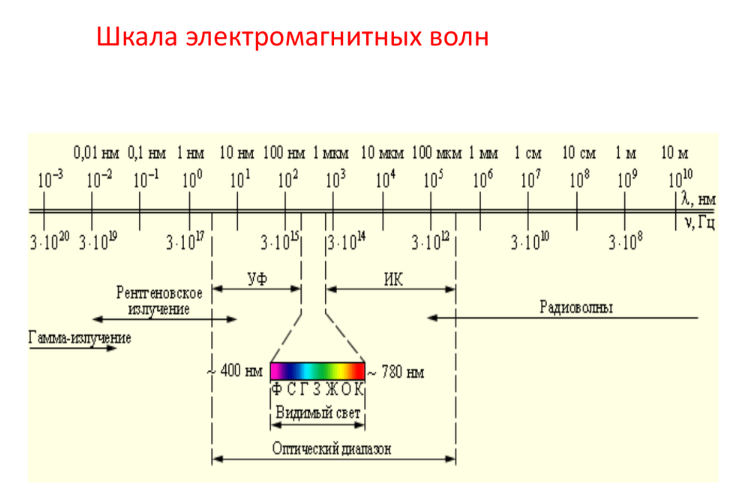 Шкала электромагнитных волн
0,01 нм 0,1 нм 1 нм 10 нм 100 нм 1 мкм 10 мкм 100 мкм 1 мм 1 см 10 см 1 м 10 м
10⁻³ 10⁻² 10⁻¹ 10⁰ 10¹ 10² 10³ 10⁴ 10⁵ 10⁶ 10⁷ 10⁸ 10⁹ 10¹⁰
λ, нм
ν, Гц
3·10²⁰ 3·10¹⁹ 3·10¹⁷ 3·10¹⁵ 3·10¹⁴ 3·10¹² 3·10¹⁰ 3·10⁸
УФ ИК
Рентгеновское
излучение
Радиоволны
Гамма-излучение
~ 400 нм ~ 780 нм
Ф С Г З Ж О К
Видимый свет
Оптический диапазон